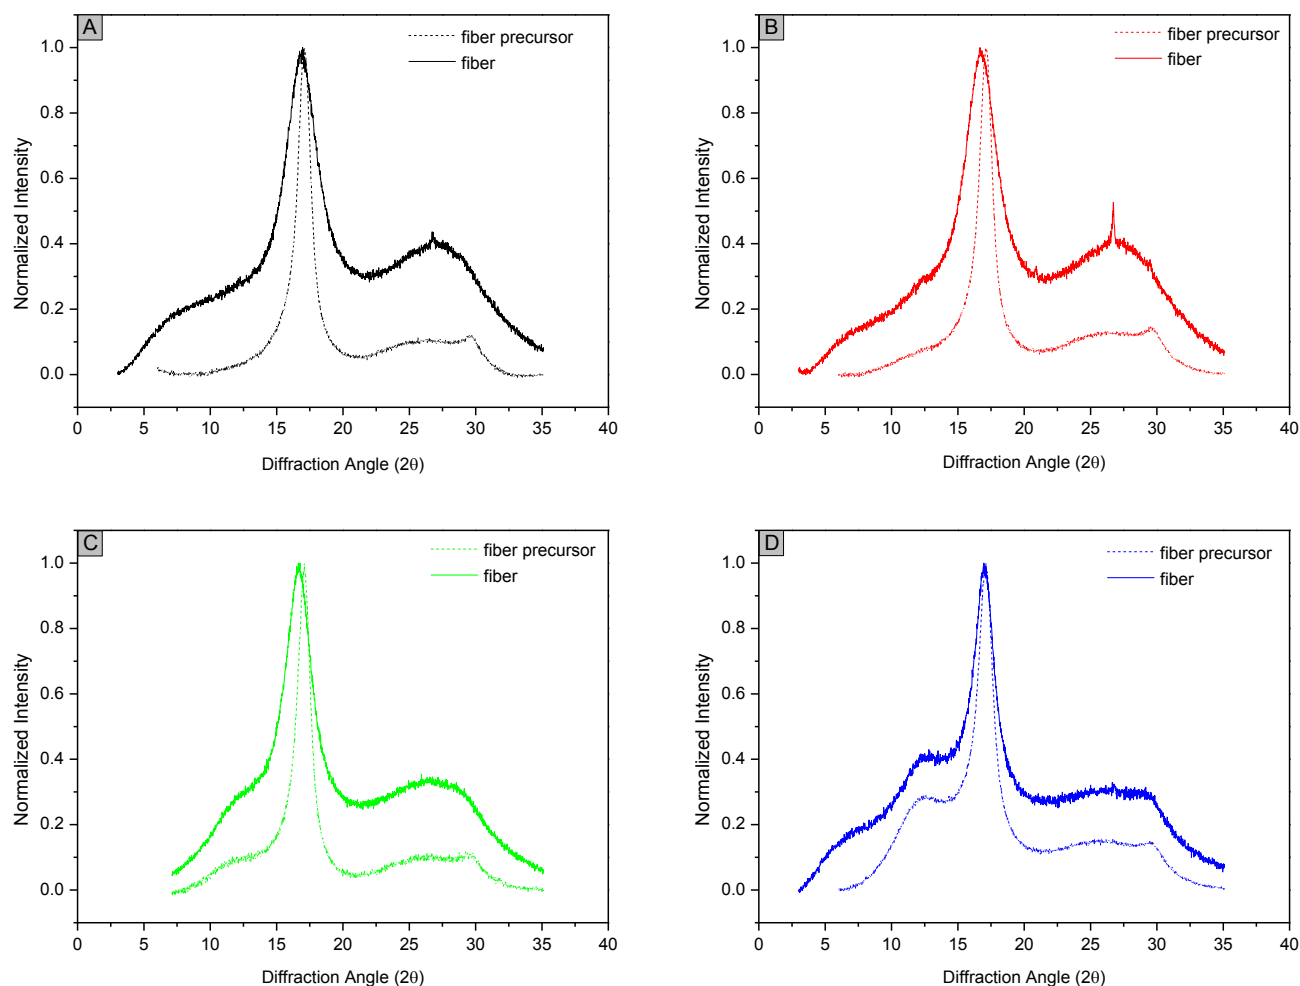 A
fiber precursor
fiber
Normalized Intensity
1.0
0.8
0.6
0.4
0.2
0.0
0 5 10 15 20 25 30 35 40
Diffraction Angle (2θ)
B
fiber precursor
fiber
Normalized Intensity
1.0
0.8
0.6
0.4
0.2
0.0
0 5 10 15 20 25 30 35 40
Diffraction Angle (2θ)
C
fiber precursor
fiber
Normalized Intensity
1.0
0.8
0.6
0.4
0.2
0.0
0 5 10 15 20 25 30 35 40
Diffraction Angle (2θ)
D
fiber precursor
fiber
Normalized Intensity
1.0
0.8
0.6
0.4
0.2
0.0
0 5 10 15 20 25 30 35 40
Diffraction Angle (2θ)